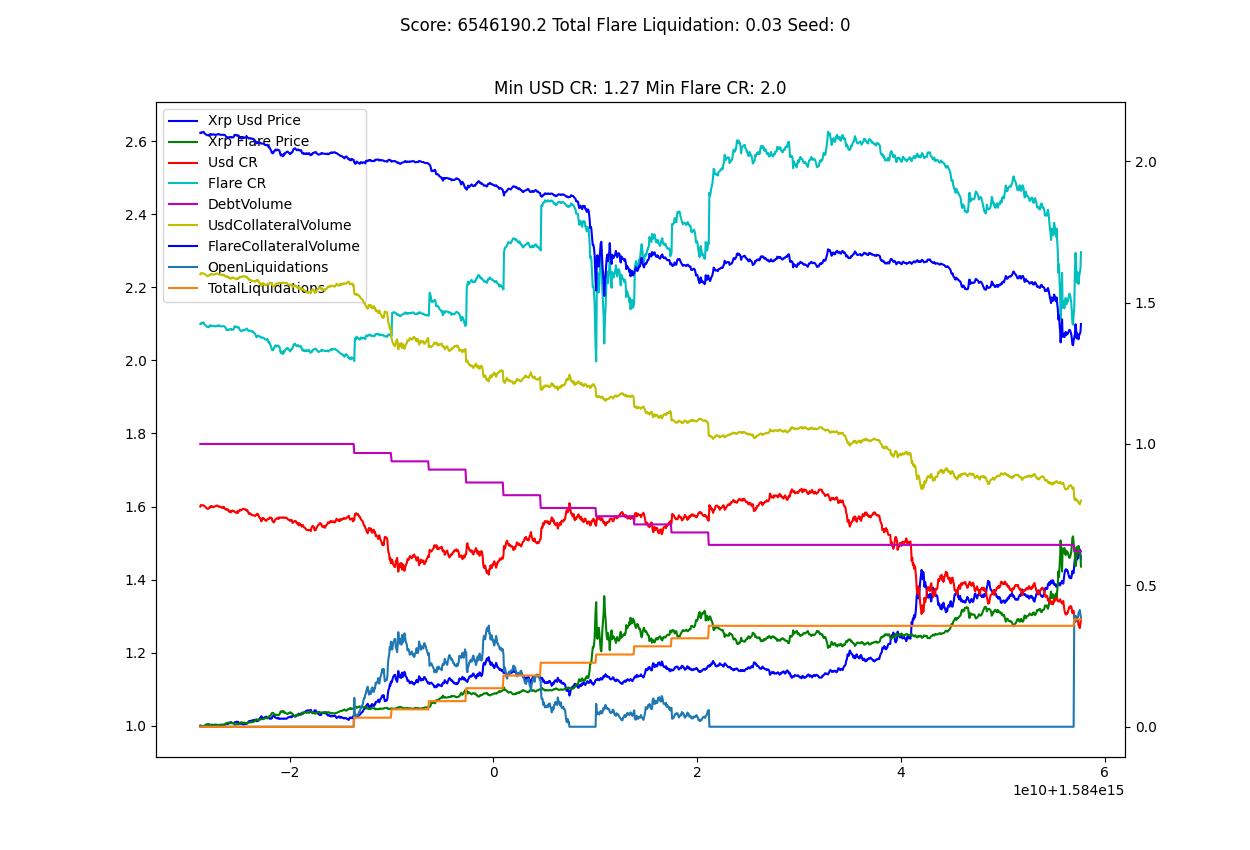 Score: 6546190.2 Total Flare Liquidation: 0.03 Seed: 0
Min USD CR: 1.27 Min Flare CR: 2.0
Xrp Usd Price
Xrp Flare Price
Usd CR
Flare CR
DebtVolume
UsdCollateralVolume
FlareCollateralVolume
OpenLiquidations
TotalLiquidations
2.6
2.4
2.2
2.0
1.8
1.6
1.4
1.2
1.0
2.0
1.5
1.0
0.5
0.0
−2
0
2
4
6
1e10+1.584e15